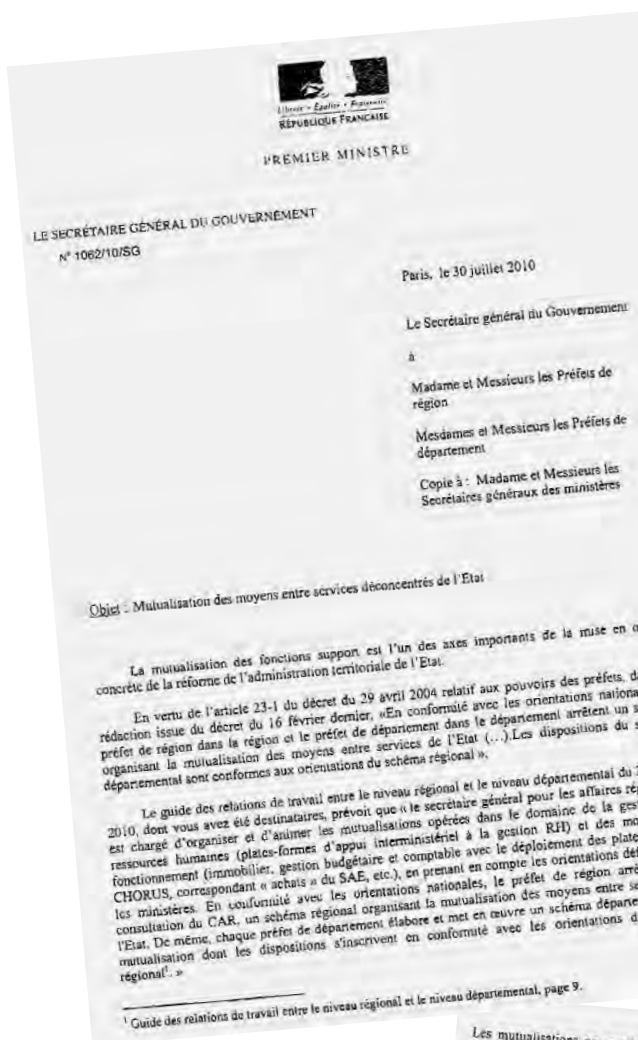 Liberté • Égalité • Fraternité
RÉPUBLIQUE FRANÇAISE
PREMIER MINISTRE
LE SECRÉTAIRE GÉNÉRAL DU GOUVERNEMENT
N° 1062/10/SG
Paris, le 30 juillet 2010
Le Secrétaire général du Gouvernement
à
Madame et Messieurs les Préfets de
région
Mesdames et Messieurs les Préfets de
département
Copie à : Madame et Messieurs les
Secrétaires généraux des ministères
Objet : Mutualisation des moyens entre services déconcentrés de l'Etat
La mutualisation des fonctions support est l'un des axes importants de la mise en
concrète de la réforme de l'administration territoriale de l'Etat.
En vertu de l'article 23-1 du décret du 29 avril 2004 relatif aux pouvoirs des préfets,
rédaction issue du décret du 16 février dernier, «En conformité avec les orientations
préfet de région dans la région et le préfet de département dans le département arrêtent un
organisant la mutualisation des moyens entre services de l'Etat (…).Les dispositions du
départemental sont conformes aux orientations du schéma régional ».
Le guide des relations de travail entre le niveau régional et le niveau départemental du
2010, dont vous avez été destinataires, prévoit que « le secrétaire général pour les affaires
est chargé d'organiser et d'animer les mutualisations opérées dans le domaine de la
ressources humaines (plates-formes d'appui interministériel à la gestion RH) et des
fonctionnement (immobilier, gestion budgétaire et comptable avec le déploiement des
CHORUS, correspondant « achats » du SAE, etc.), en prenant en compte les orientations
les ministères. En conformité avec les orientations nationales, le préfet de région
consultation du CAR, un schéma régional organisant la mutualisation des moyens entre
l'Etat. De même, chaque préfet de département élabore et met en œuvre un schéma
mutualisation dont les dispositions s'inscrivent en conformité avec les orientations
régional¹. »
¹ Guide des relations de travail entre le niveau régional et le niveau départemental, page 9.
Les mutualisations